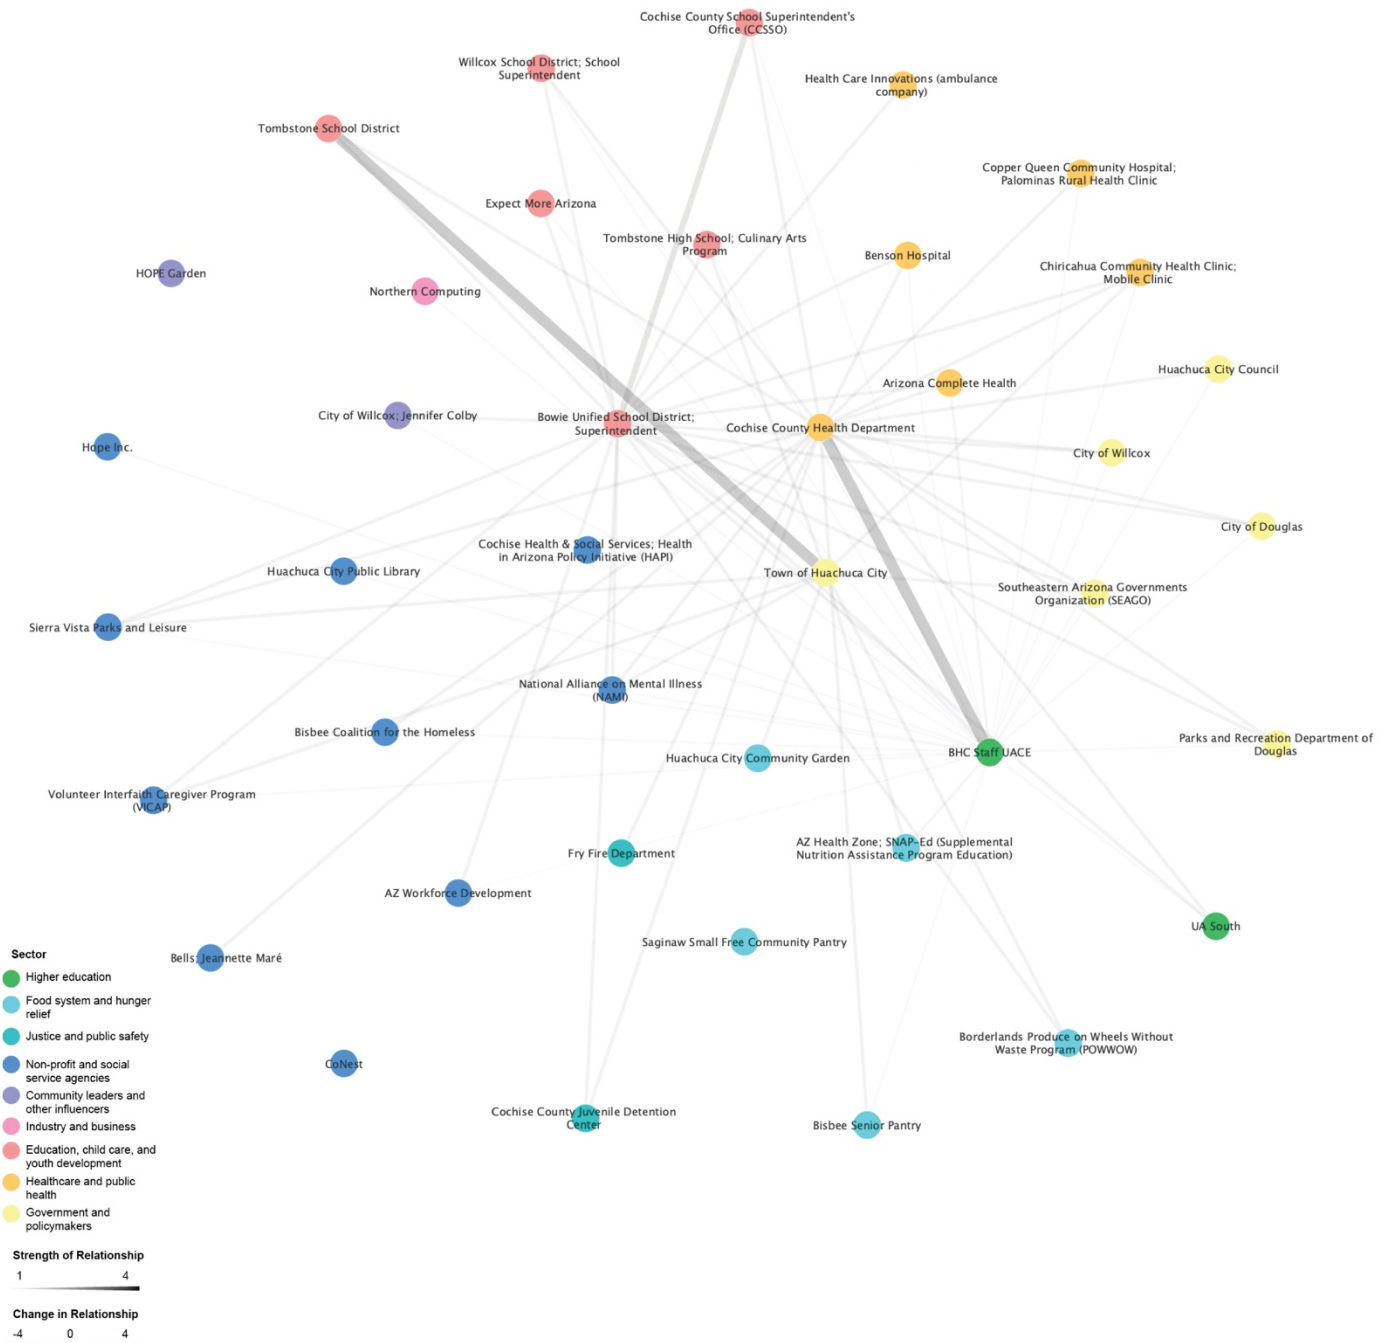 Cochise County School Superintendent's
Office (CCSSO)
Willcox School District; School
Superintendent
Health Care Innovations (ambulance
company)
Tombstone School District
Copper Queen Community Hospital;
Palominas Rural Health Clinic
Expect More Arizona
Tombstone High School; Culinary Arts
Program
Benson Hospital
Chiricahua Community Health Clinic;
Mobile Clinic
HOPE Garden
Northern Computing
Huachuca City Council
Arizona Complete Health
City of Willcox; Jennifer Colby
Bowie Unified School District;
Superintendent
Cochise County Health Department
Hope Inc.
City of Willcox
City of Douglas
Cochise Health & Social Services; Health
in Arizona Policy Initiative (HAPI)
Huachuca City Public Library
Town of Huachuca City
Southeastern Arizona Governments
Organization (SEAGO)
Sierra Vista Parks and Leisure
National Alliance on Mental Illness
(NAMI)
Bisbee Coalition for the Homeless
Huachuca City Community Garden
BHC Staff UACE
Parks and Recreation Department of
Douglas
Volunteer Interfaith Caregiver Program
(VICAP)
Fry Fire Department
AZ Health Zone; SNAP-Ed (Supplemental
Nutrition Assistance Program Education)
AZ Workforce Development
UA South
Saginaw Small Free Community Pantry
Bells; Jeannette Maré
Borderlands Produce on Wheels Without
Waste Program (POWWOW)
CoNest
Cochise County Juvenile Detention
Center
Bisbee Senior Pantry
Sector
Higher education
Food system and hunger
relief
Justice and public safety
Non-profit and social
service agencies
Community leaders and
other influencers
Industry and business
Education, child care, and
youth development
Healthcare and public
health
Government and
policymakers
Strength of Relationship
1 4
Change in Relationship
-4 0 4